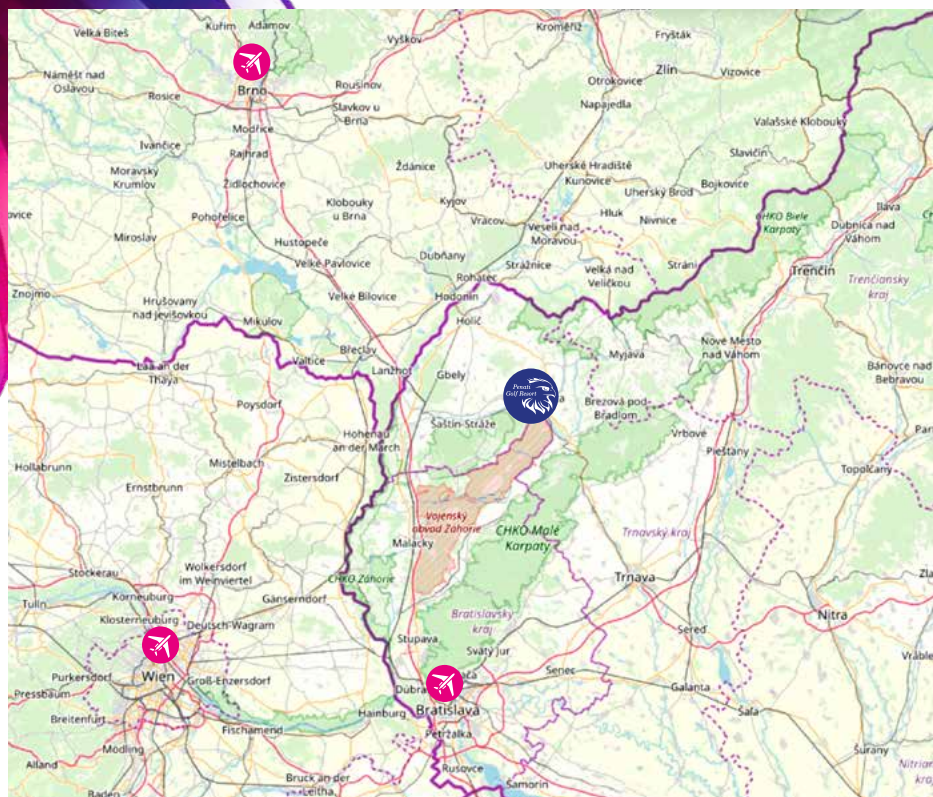 Kuřim
Adamov
Velká Bíteš
Vyškov
Kroměříž
Fryšták
Zlín
Vizovice
Náměšť nad
Oslavou
Rosice
Brno
Rousínov
Slavkov u
Brna
Otrokovice
Napajedla
Valašské Klobouky
Ivančice
Modřice
Rajhrad
Moravský
Krumlov
Židlochovice
Ždánice
Uherské Hradiště
Kunovice
Slavičín
Bojkovice
Uherský Brod
ovice
Pohořelice
Klobouky
u Brna
Kyjov
Vracov
Hluk
Nivnice
CHKO Biele
Karpaty
Ilava
Dubnica nad
Váhom
Miroslav
Hustopeče
Velké Pavlovice
Dubňany
Veselí nad
Moravou
Strážnice
Rohatec
Velká nad
Veličkou
Strání
Trenčín
Trenčiansky
kraj
Znojmo
Hrušovany
nad Jevišovkou
Velké Bílovice
Hodonín
Mikulov
Holíč
Břeclav
Valtice
Lanžhot
Laa an der
Thaya
Gbely
Myjava
Nové Mesto
nad Váhom
Bánovce nad
Bebravou
Penati
Golf Resort
Brezová pod
Bradlom
Poysdorf
Hohenau
an der March
Šaštín-Stráže
Vrbové
Piešťany
Hollabrunn
Mistelbach
Zistersdorf
Topoľčany
Ernstbrunn
Vojenský
obvod Záhorie
Malacky
CHKO Malé
Karpaty
Trnavský kraj
Stockerau
Wolkersdorf
im Weinviertel
CHKO Záhorie
Trnava
Korneuburg
Tulln
Gänserndorf
Klosterneuburg
Deutsch-Wagram
Bratislavský
kraj
Nitra
Stupava
Svätý Jur
Sereď
Vráble
Purkersdorf
Wien
Groß-Enzersdorf
Senec
Galanta
Pressbaum
Breitenfurt
Fischamend
Hainburg
Bratislava
Petržalka
Šaľa
Mödling
Alland
Baden
Bruck an der
Leitha
Rusovce
Šamorín
Šurany